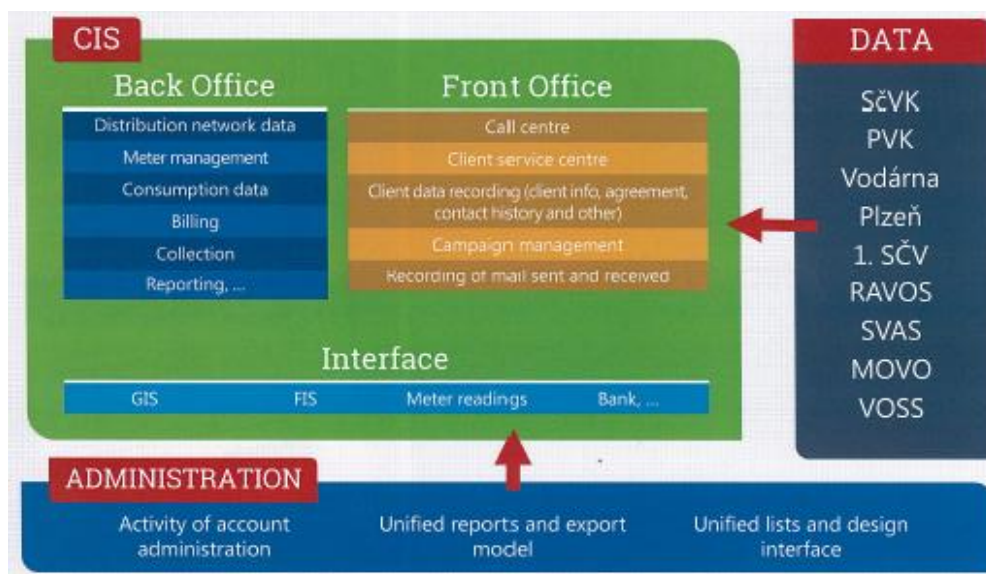 CIS
Back Office
Distribution network data
Meter management
Consumption data
Billing
Collection
Reporting, ...
Front Office
Call centre
Client service centre
Client data recording (client info, agreement,
contact history and other)
Campaign management
Recording of mail sent and received
Interface
GIS
FIS
Meter readings
Bank, ...
DATA
SčVK
PVK
Vodárna
Plzeň
1. SČV
RAVOS
SVAS
MOVO
VOSS
ADMINISTRATION
Activity of account
administration
Unified reports and export
model
Unified lists and design
interface